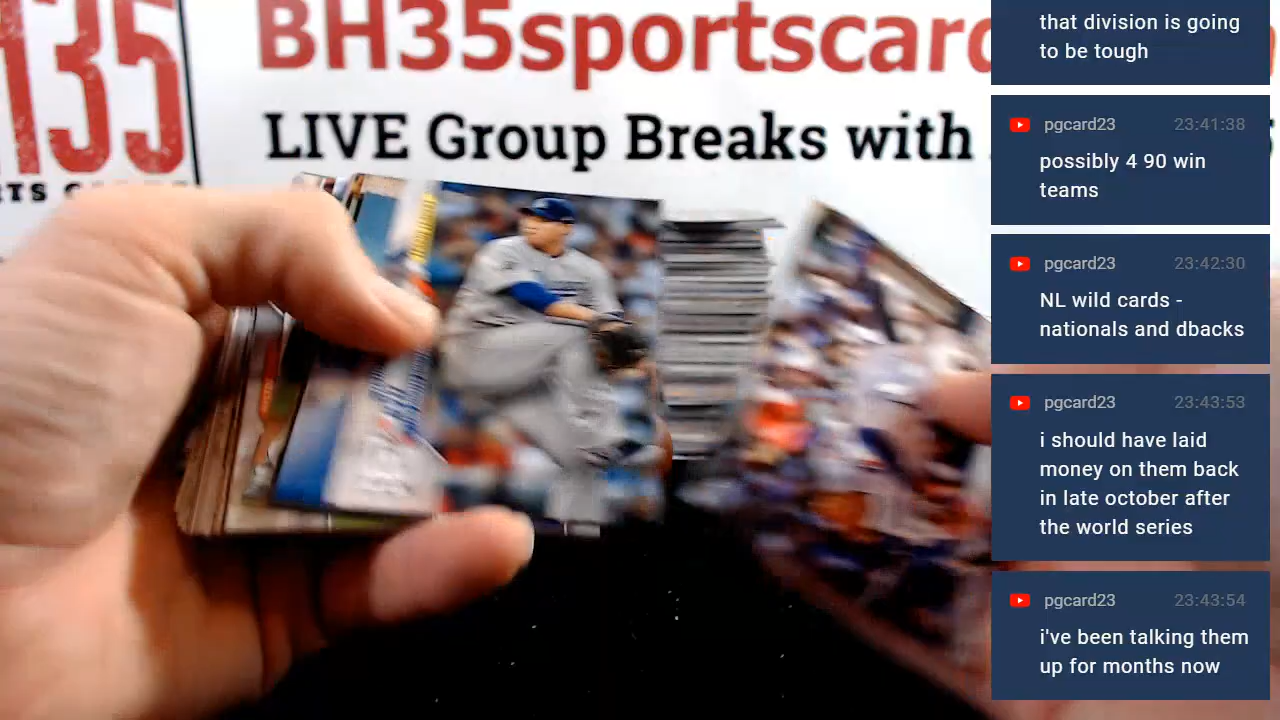 H35
BH35sportscard
LIVE Group Breaks with
that division is going
to be tough
pgcard23 23:41:38
possibly 4 90 win
teams
pgcard23 23:42:30
NL wild cards -
nationals and dbacks
pgcard23 23:43:53
i should have laid
money on them back
in late october after
the world series
pgcard23 23:43:54
i've been talking them
up for months now